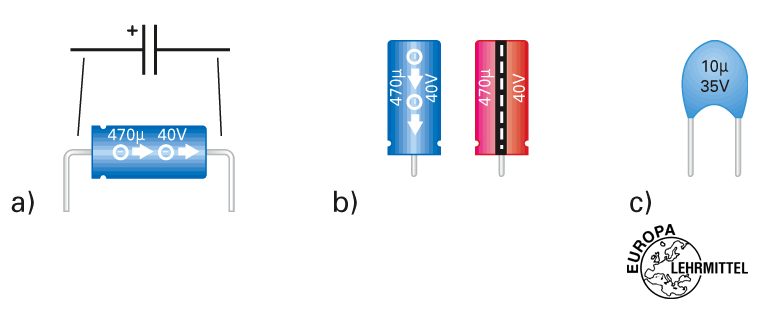 +
470µ 40V
a)
470µ
40V
470µ
40V
b)
10µ
35V
c)
EUROPA
LEHRMITTEL